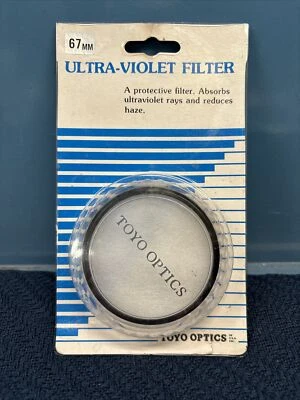 67MM
ULTRA-VIOLET FILTER
A protective filter. Absorbs
ultraviolet rays and reduces
haze.
TOYO OPTICS
TOYO OPTICS